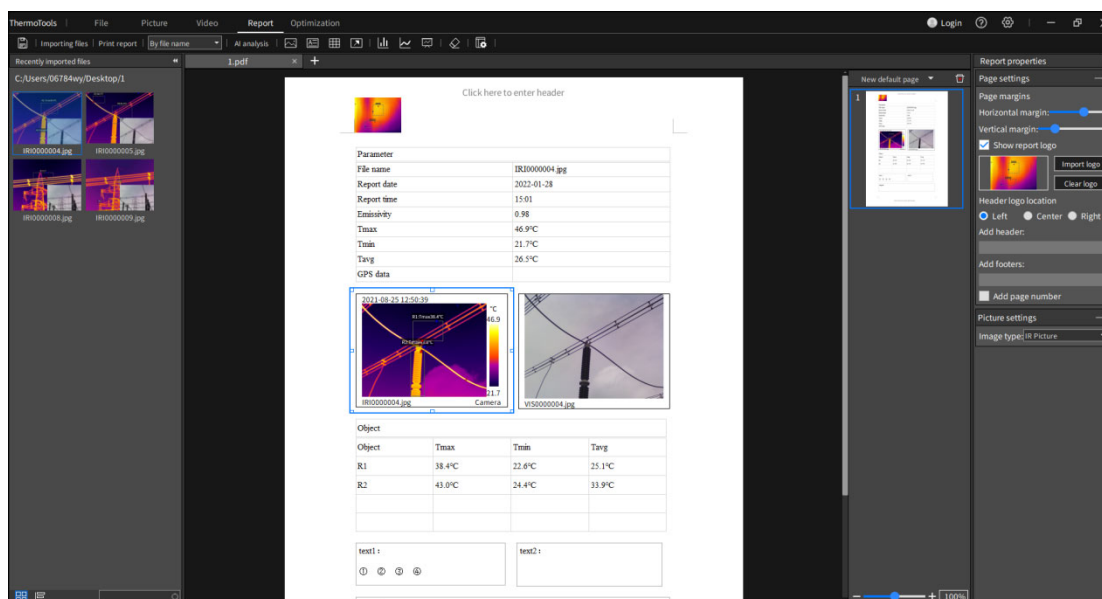 ThermoTools File Picture Video Report Optimization Login
Importing files Print report By file name AI analysis
Recently imported files
C:/Users/06784wy/Desktop/1
IRI0000004.jpg IRI0000005.jpg
IRI0000008.jpg IRI0000009.jpg
1.pdf
Click here to enter header
Parameter
File name IRI0000004.jpg
Report date 2022-01-28
Report time 15:01
Emissivity 0.98
Tmax 46.9℃
Tmin 21.7℃
Tavg 26.5℃
GPS data
2021-08-25 12:50:39
℃
46.9
R1:Tmax38.4℃
21.7
IRI0000004.jpg Camera
VIS0000004.jpg
Object
Object Tmax Tmin Tavg
R1 38.4℃ 22.6℃ 25.1℃
R2 43.0℃ 24.4℃ 33.9℃
text1: text2:
① ② ③ ④
New default page
1
100%
Report properties
Page settings
Page margins
Horizontal margin:
Vertical margin:
Show report logo
Import logo
Clear logo
Header logo location
Left Center Right
Add header:
Add footers:
Add page number
Picture settings
Image type: IR Picture